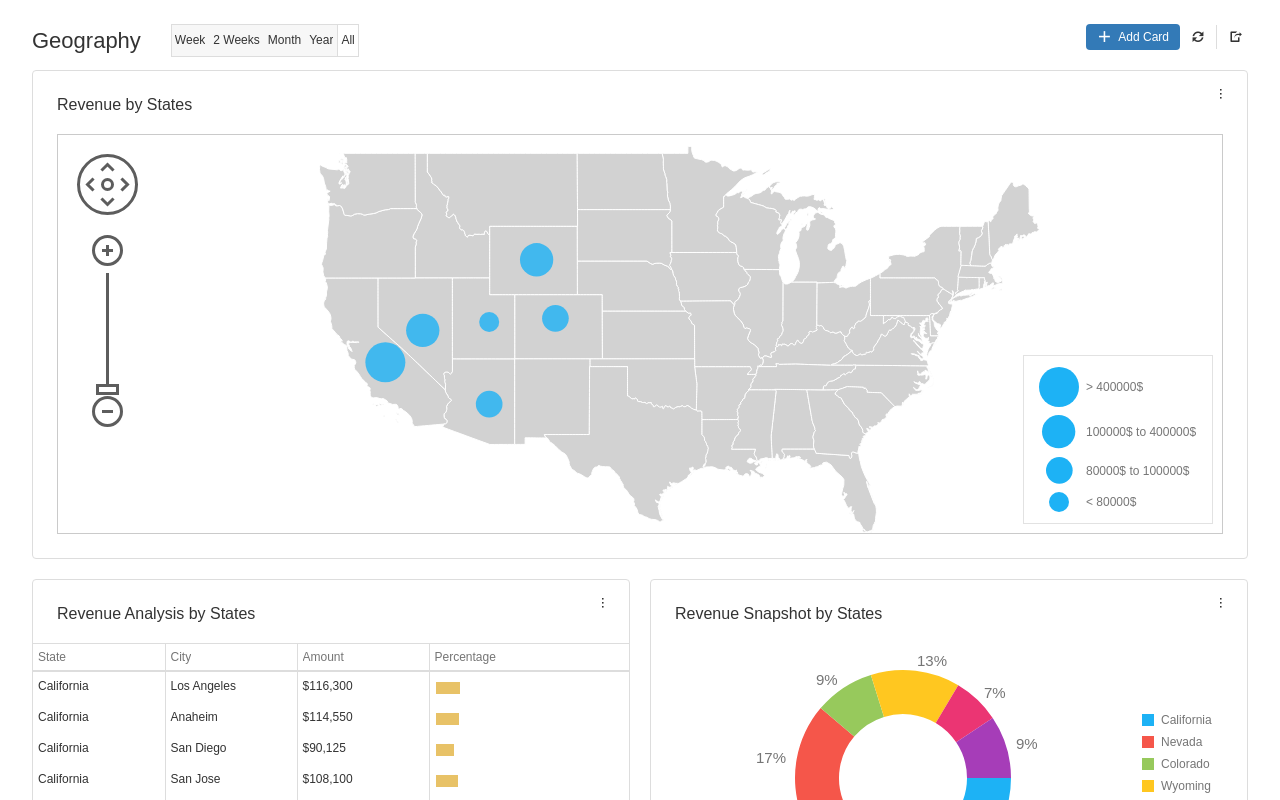 Geography
Week 2 Weeks Month Year All
Add Card
Revenue by States
> 400000$
100000$ to 400000$
80000$ to 100000$
< 80000$
Revenue Analysis by States
State City Amount Percentage
California Los Angeles $116,300
California Anaheim $114,550
California San Diego $90,125
California San Jose $108,100
Revenue Snapshot by States
13%
9%
7%
9%
17%
California
Nevada
Colorado
Wyoming